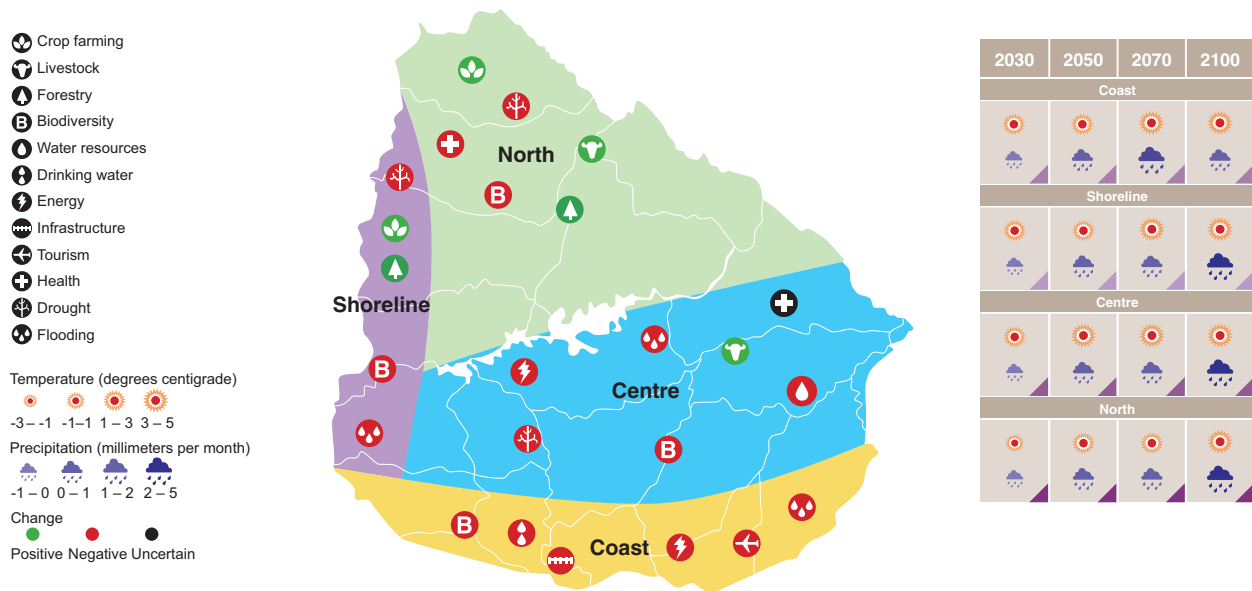 Crop farming
Livestock
Forestry
B Biodiversity
Water resources
Drinking water
Energy
Infrastructure
Tourism
Health
Drought
Flooding
Temperature (degrees centigrade)
-3 – -1 -1–1 1 – 3 3 – 5
Precipitation (millimeters per month)
-1 – 0 0 – 1 1 – 2 2 – 5
Change
Positive Negative Uncertain
North
B
Shoreline
B
Centre
B
B
Coast
2030 2050 2070 2100
Coast
Shoreline
Centre
North